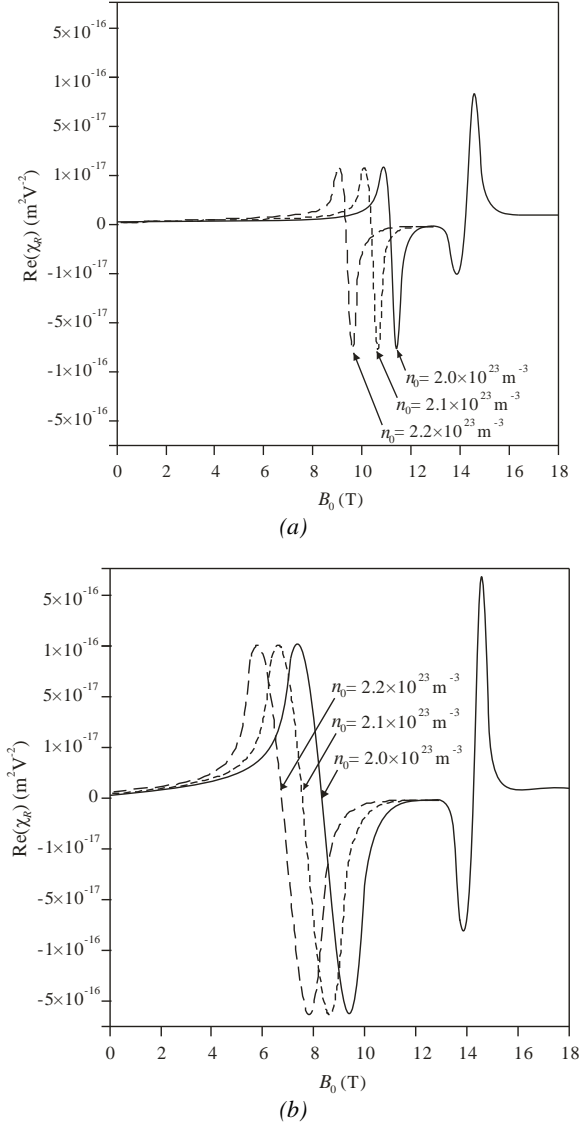 5×10⁻¹⁶
1×10⁻¹⁶
5×10⁻¹⁷
1×10⁻¹⁷
0
-1×10⁻¹⁷
-5×10⁻¹⁷
-1×10⁻¹⁶
-5×10⁻¹⁶
Re(χR) (m²V⁻²)
n₀= 2.0×10²³ m⁻³
n₀= 2.1×10²³ m⁻³
n₀= 2.2×10²³ m⁻³
0 2 4 6 8 10 12 14 16 18
B₀ (T)
(a)
5×10⁻¹⁶
1×10⁻¹⁶
5×10⁻¹⁷
1×10⁻¹⁷
0
-1×10⁻¹⁷
-5×10⁻¹⁷
-1×10⁻¹⁶
-5×10⁻¹⁶
Re(χR) (m²V⁻²)
n₀= 2.2×10²³ m⁻³
n₀= 2.1×10²³ m⁻³
n₀= 2.0×10²³ m⁻³
0 2 4 6 8 10 12 14 16 18
B₀ (T)
(b)